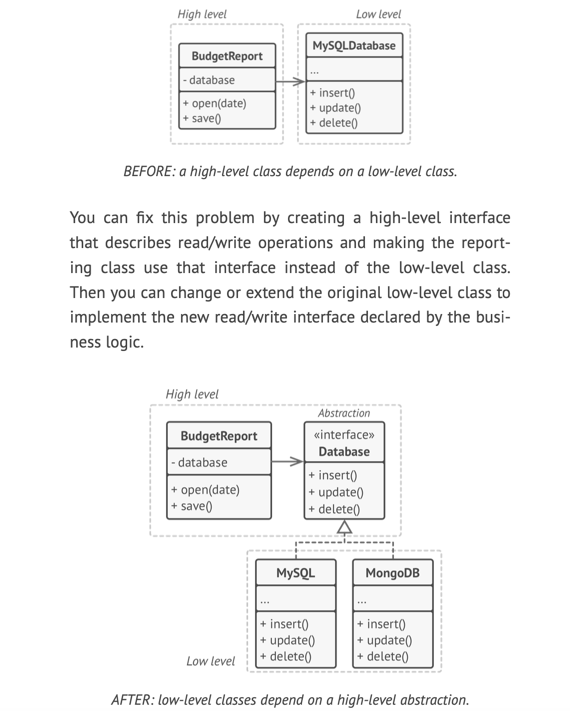 High level
Low level
BudgetReport
- database
+ open(date)
+ save()
MySQLDatabase
...
+ insert()
+ update()
+ delete()
BEFORE: a high-level class depends on a low-level class.
You can fix this problem by creating a high-level interface
that describes read/write operations and making the report-
ing class use that interface instead of the low-level class.
Then you can change or extend the original low-level class to
implement the new read/write interface declared by the busi-
ness logic.
High level
BudgetReport
- database
+ open(date)
+ save()
Abstraction
«interface»
Database
+ insert()
+ update()
+ delete()
MySQL
...
+ insert()
+ update()
+ delete()
MongoDB
...
+ insert()
+ update()
+ delete()
Low level
AFTER: low-level classes depend on a high-level abstraction.